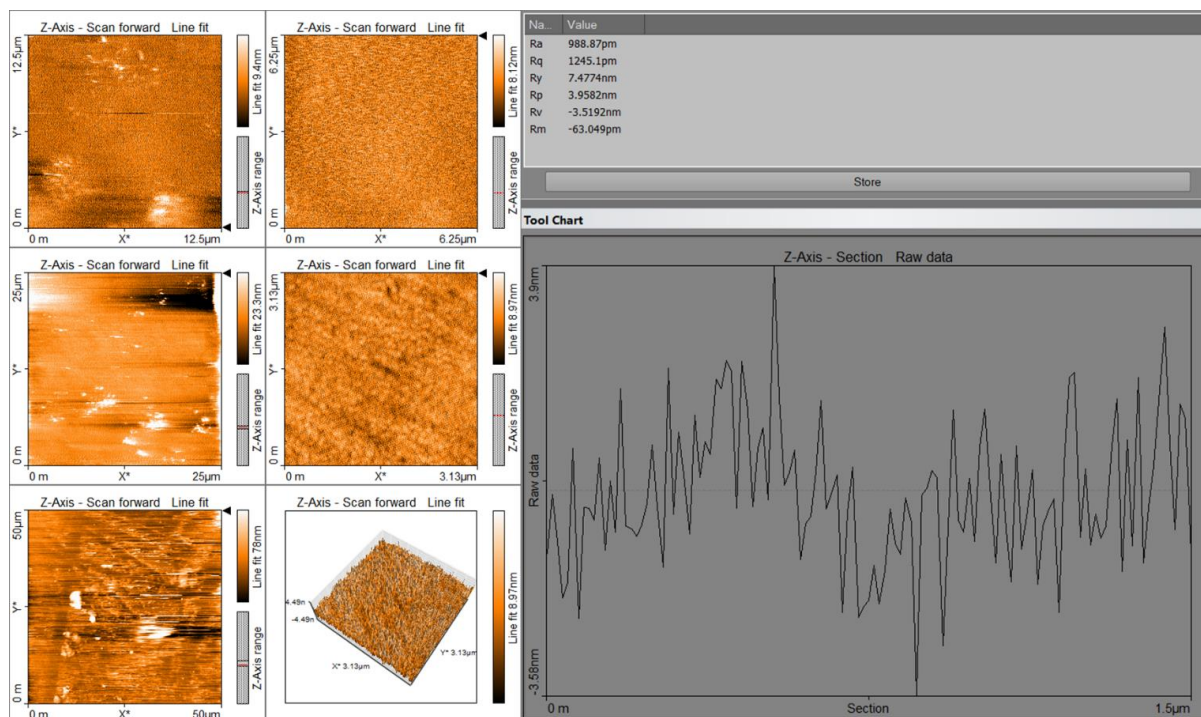 Z-Axis - Scan forward Line fit
12.5µm
Y*
0 m
0 m X* 12.5µm
Line fit 9.4nm
Z-Axis range
Z-Axis - Scan forward Line fit
6.25µm
Y*
0 m
0 m X* 6.25µm
Line fit 8.12nm
Z-Axis range
Z-Axis - Scan forward Line fit
25µm
Y*
0 m
0 m X* 25µm
Line fit 23.3nm
Z-Axis range
Z-Axis - Scan forward Line fit
3.13µm
Y*
0 m
0 m X* 3.13µm
Line fit 8.97nm
Z-Axis range
Z-Axis - Scan forward Line fit
50µm
Y*
0 m
0 m X* 50µm
Line fit 78nm
Z-Axis range
Z-Axis - Scan forward Line fit
4.49n
-4.49n
X* 3.13µm
Y* 3.13µm
Line fit 8.97nm
Na... Value
Ra 988.87pm
Rq 1245.1pm
Ry 7.4774nm
Rp 3.9582nm
Rv -3.5192nm
Rm -63.049pm
Store
Tool Chart
Z-Axis - Section Raw data
3.9nm
Raw data
-3.58nm
0 m Section 1.5µm